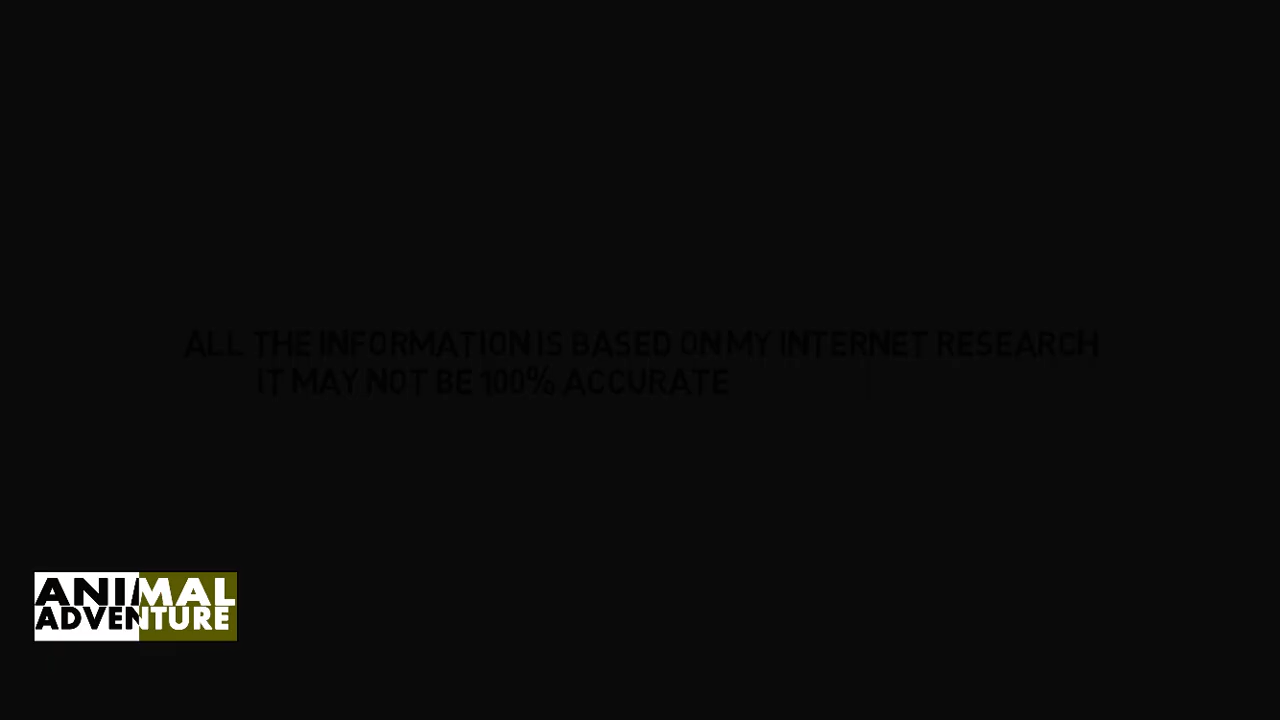 ALL THE INFORMATION IS BASED ON MY INTERNET RESEARCH
IT MAY NOT BE 100% ACCURATE
ANIMAL
ADVENTURE